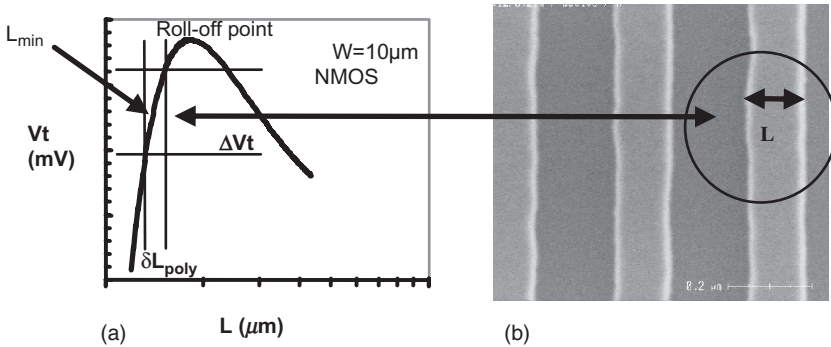 Lmin
Roll-off point
W=10µm
NMOS
Vt
(mV)
ΔVt
δLpoly
L (µm)
(a)
L
0.2 µm
(b)